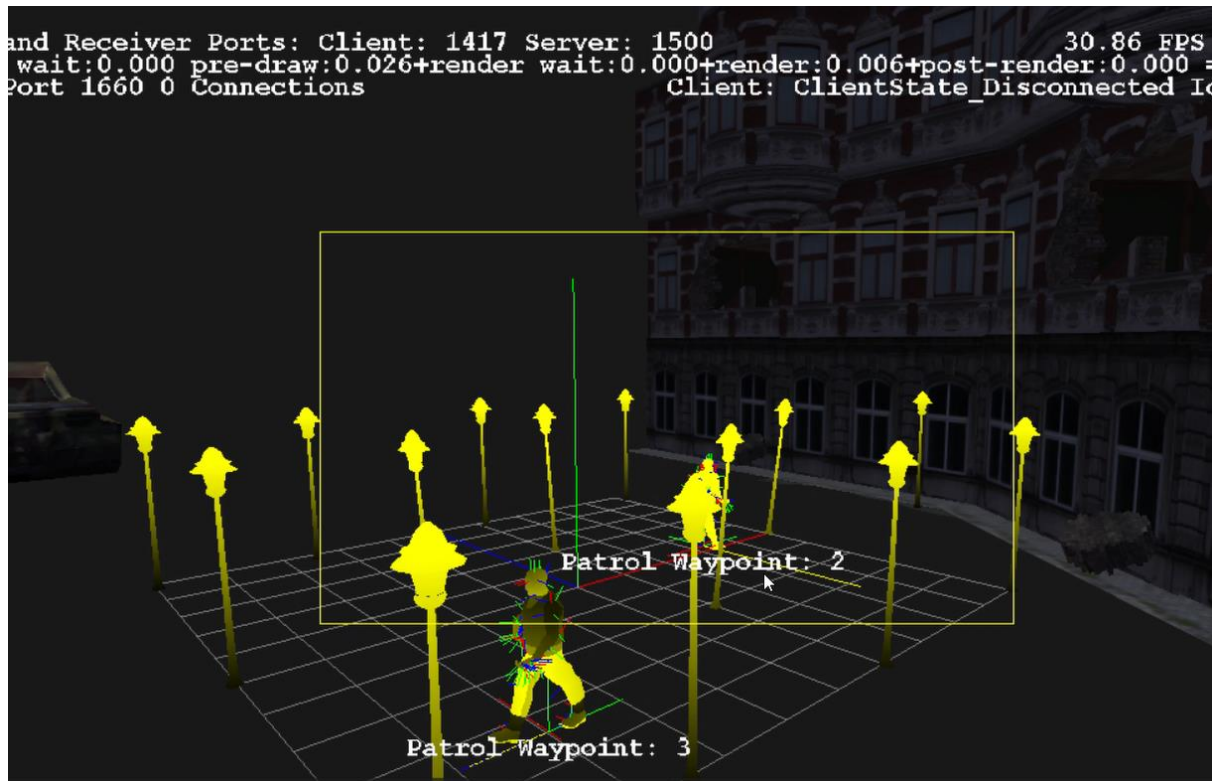 and Receiver Ports: Client: 1417 Server: 1500
30.86 FPS
wait:0.000 pre-draw:0.026+render wait:0.000+render:0.006+post-render:0.000 =
Port 1660 0 Connections
Client: ClientState_Disconnected
Patrol Waypoint: 2
Patrol Waypoint: 3